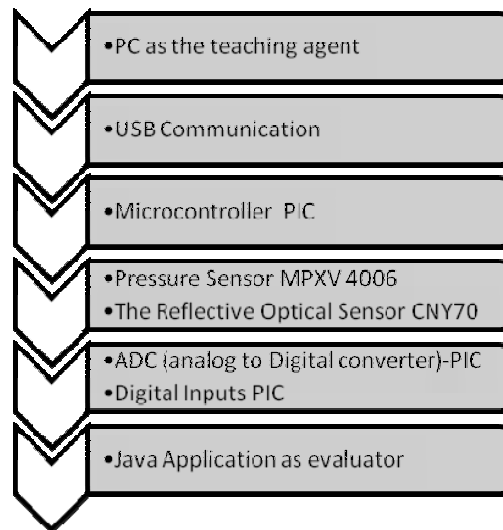 •PC as the teaching agent
•USB Communication
•Microcontroller PIC
•Pressure Sensor MPXV 4006
•The Reflective Optical Sensor CNY70
•ADC (analog to Digital converter)-PIC
•Digital Inputs PIC
•Java Application as evaluator